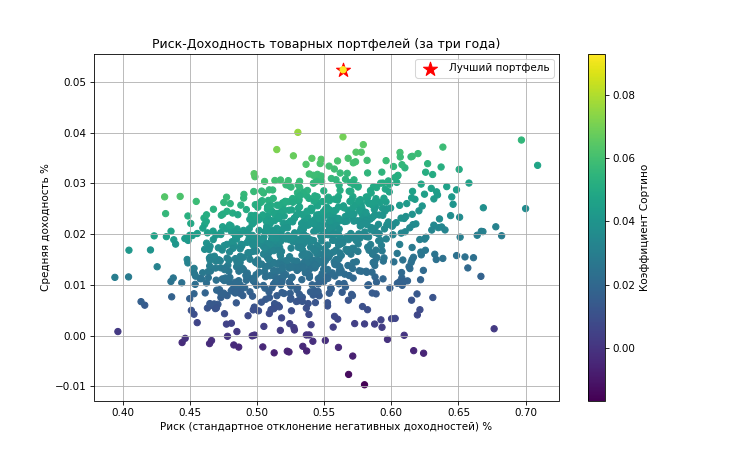 Риск-Доходность товарных портфелей (за три года)
Лучший портфель
Средняя доходность %
0.05
0.04
0.03
0.02
0.01
0.00
−0.01
0.40 0.45 0.50 0.55 0.60 0.65 0.70
Риск (стандартное отклонение негативных доходностей) %
0.08
0.06
0.04
0.02
0.00
Коэффициент Сортино